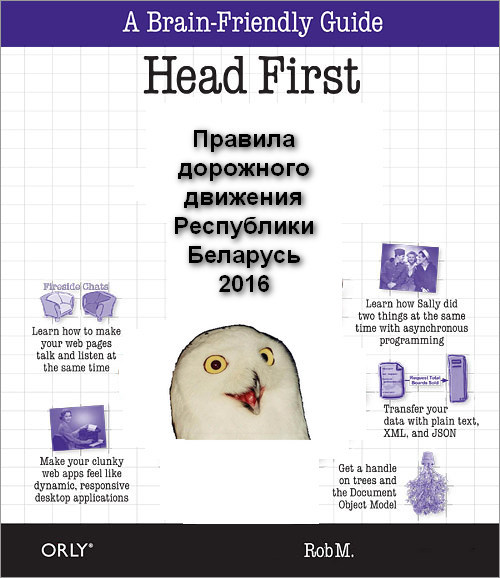 A Brain-Friendly Guide
Head First
Правила
дорожного
движения
Республики
Беларусь
2016
Fireside Chats
Learn how to make
your web pages
talk and listen at
the same time
Make your clunky
web apps feel like
dynamic, responsive
desktop applications
Learn how Sally did
two things at the same
time with asynchronous
programming
Request Total
Boards Sold
Transfer your
data with plain text,
XML, and JSON
Get a handle
on trees and
the Document
Object Model
ORLY®
Rob M.